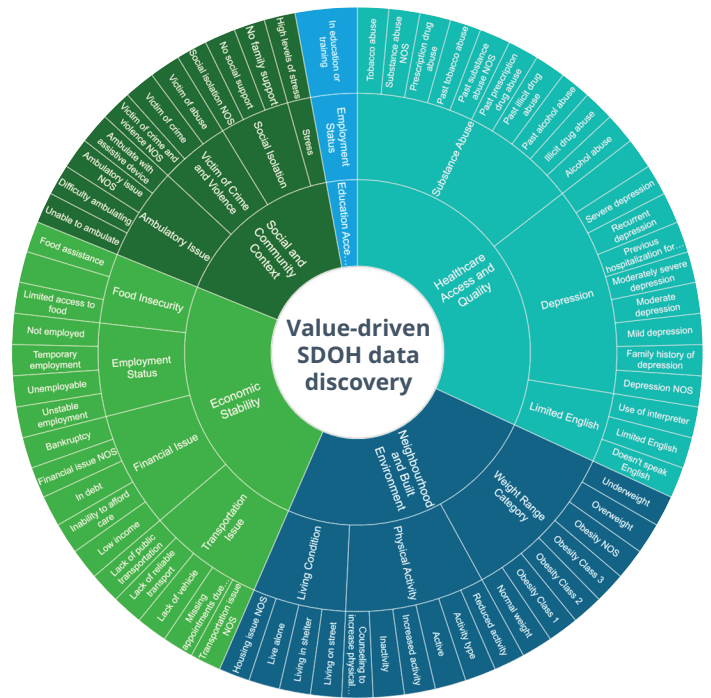 Value-driven
SDOH data
discovery
Healthcare
Access and
Quality
Substance Abuse
Tobacco abuse
Substance abuse
NOS
Prescription drug
abuse
Past tobacco abuse
Past substance
abuse NOS
Past prescription
drug abuse
Past illicit drug
abuse
Past alcohol abuse
Illicit drug abuse
Alcohol abuse
Depression
Severe depression
Recurrent
depression
Previous
hospitalization for…
Moderately severe
depression
Moderate
depression
Mild depression
Family history of
depression
Depression NOS
Limited English
Use of interpreter
Limited English
Doesn't speak
English
Neighbourhood
and Built
Environment
Weight Range
Category
Underweight
Overweight
Obesity NOS
Obesity Class 3
Obesity Class 2
Obesity Class 1
Normal weight
Physical Activity
Reduced activity
Activity type
Active
Increased activity
Inactivity
Counseling to
increase physical…
Living Condition
Living on street
Living in shelter
Live alone
Housing issue NOS
Economic
Stability
Transportation
Issue
Transportation issue
NOS
Missing
appointments due…
Lack of vehicle
Lack of reliable
transport
Lack of public
transportation
Financial Issue
Low income
Inability to afford
care
In debt
Financial issue NOS
Bankruptcy
Employment
Status
Unstable
employment
Unemployable
Temporary
employment
Not employed
Food Insecurity
Limited access to
food
Food assistance
Social and
Community
Context
Ambulatory Issue
Unable to ambulate
Difficulty ambulating
Ambulatory issue
NOS
Ambulate with
assistive device
Victim of Crime
and Violence
Victim of crime and
violence NOS
Victim of crime
Victim of abuse
Social Isolation
Social isolation NOS
No social support
No family support
Stress
High levels of stress
Education Acce…
Employment
Status
In education or
training